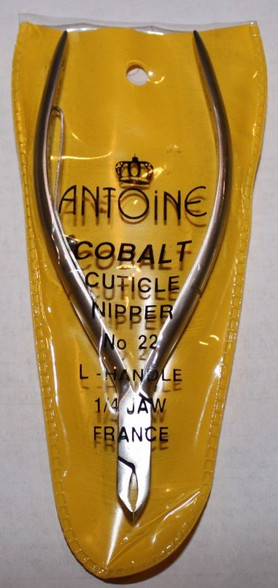 ANTOiNE
COBALT
CUTICLE
NIPPER
No 22
L-HANDLE
1/4 JAW
FRANCE